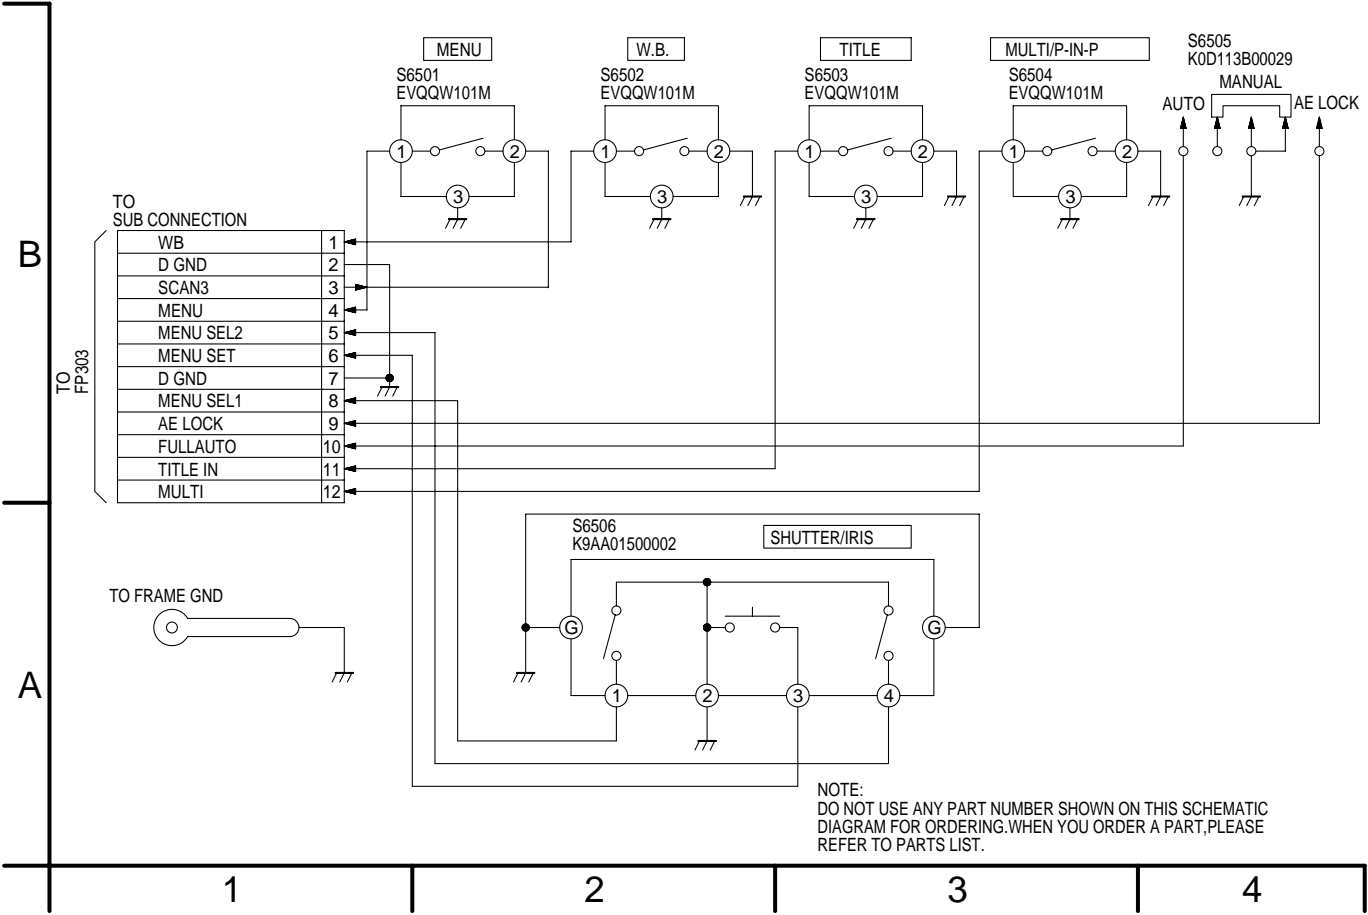 MENU
W.B.
TITLE
MULTI/P-IN-P
S6501
EVQQW101M
S6502
EVQQW101M
S6503
EVQQW101M
S6504
EVQQW101M
S6505
K0D113B00029
MANUAL
AUTO
AE LOCK
1
2
3
1
2
3
1
2
3
1
2
3
TO
SUB CONNECTION
TO
FP303
WB 1
D GND 2
SCAN3 3
MENU 4
MENU SEL2 5
MENU SET 6
D GND 7
MENU SEL1 8
AE LOCK 9
FULLAUTO 10
TITLE IN 11
MULTI 12
B
S6506
K9AA01500002
SHUTTER/IRIS
TO FRAME GND
G
G
1
2
3
4
A
NOTE:
DO NOT USE ANY PART NUMBER SHOWN ON THIS SCHEMATIC
DIAGRAM FOR ORDERING.WHEN YOU ORDER A PART,PLEASE
REFER TO PARTS LIST.
1
2
3
4